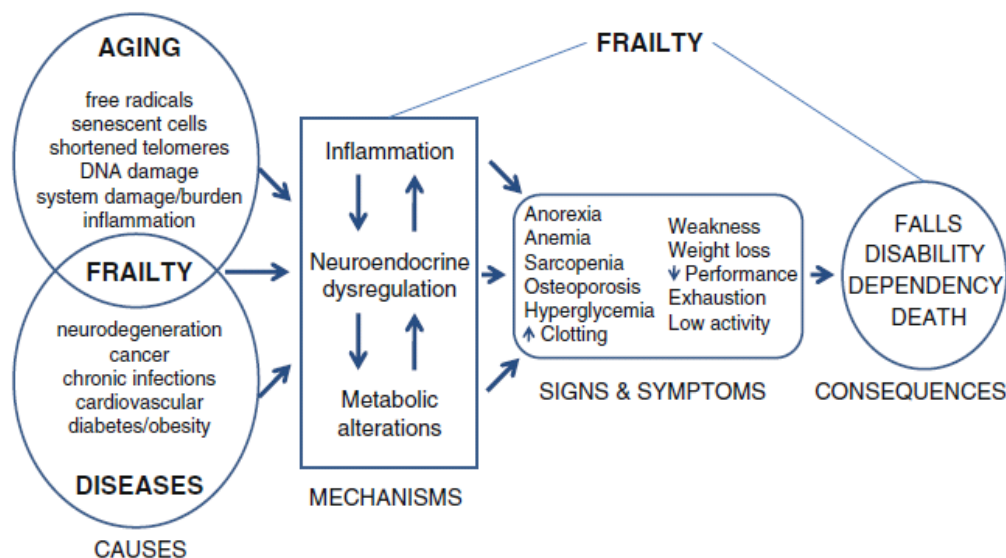 AGING
free radicals
senescent cells
shortened telomeres
DNA damage
system damage/burden
inflammation
FRAILTY
neurodegeneration
cancer
chronic infections
cardiovascular
diabetes/obesity
DISEASES
CAUSES
FRAILTY
Inflammation
Neuroendocrine
dysregulation
Metabolic
alterations
MECHANISMS
Anorexia
Anemia
Sarcopenia
Osteoporosis
Hyperglycemia
↑ Clotting
Weakness
Weight loss
↓ Performance
Exhaustion
Low activity
SIGNS & SYMPTOMS
FALLS
DISABILITY
DEPENDENCY
DEATH
CONSEQUENCES